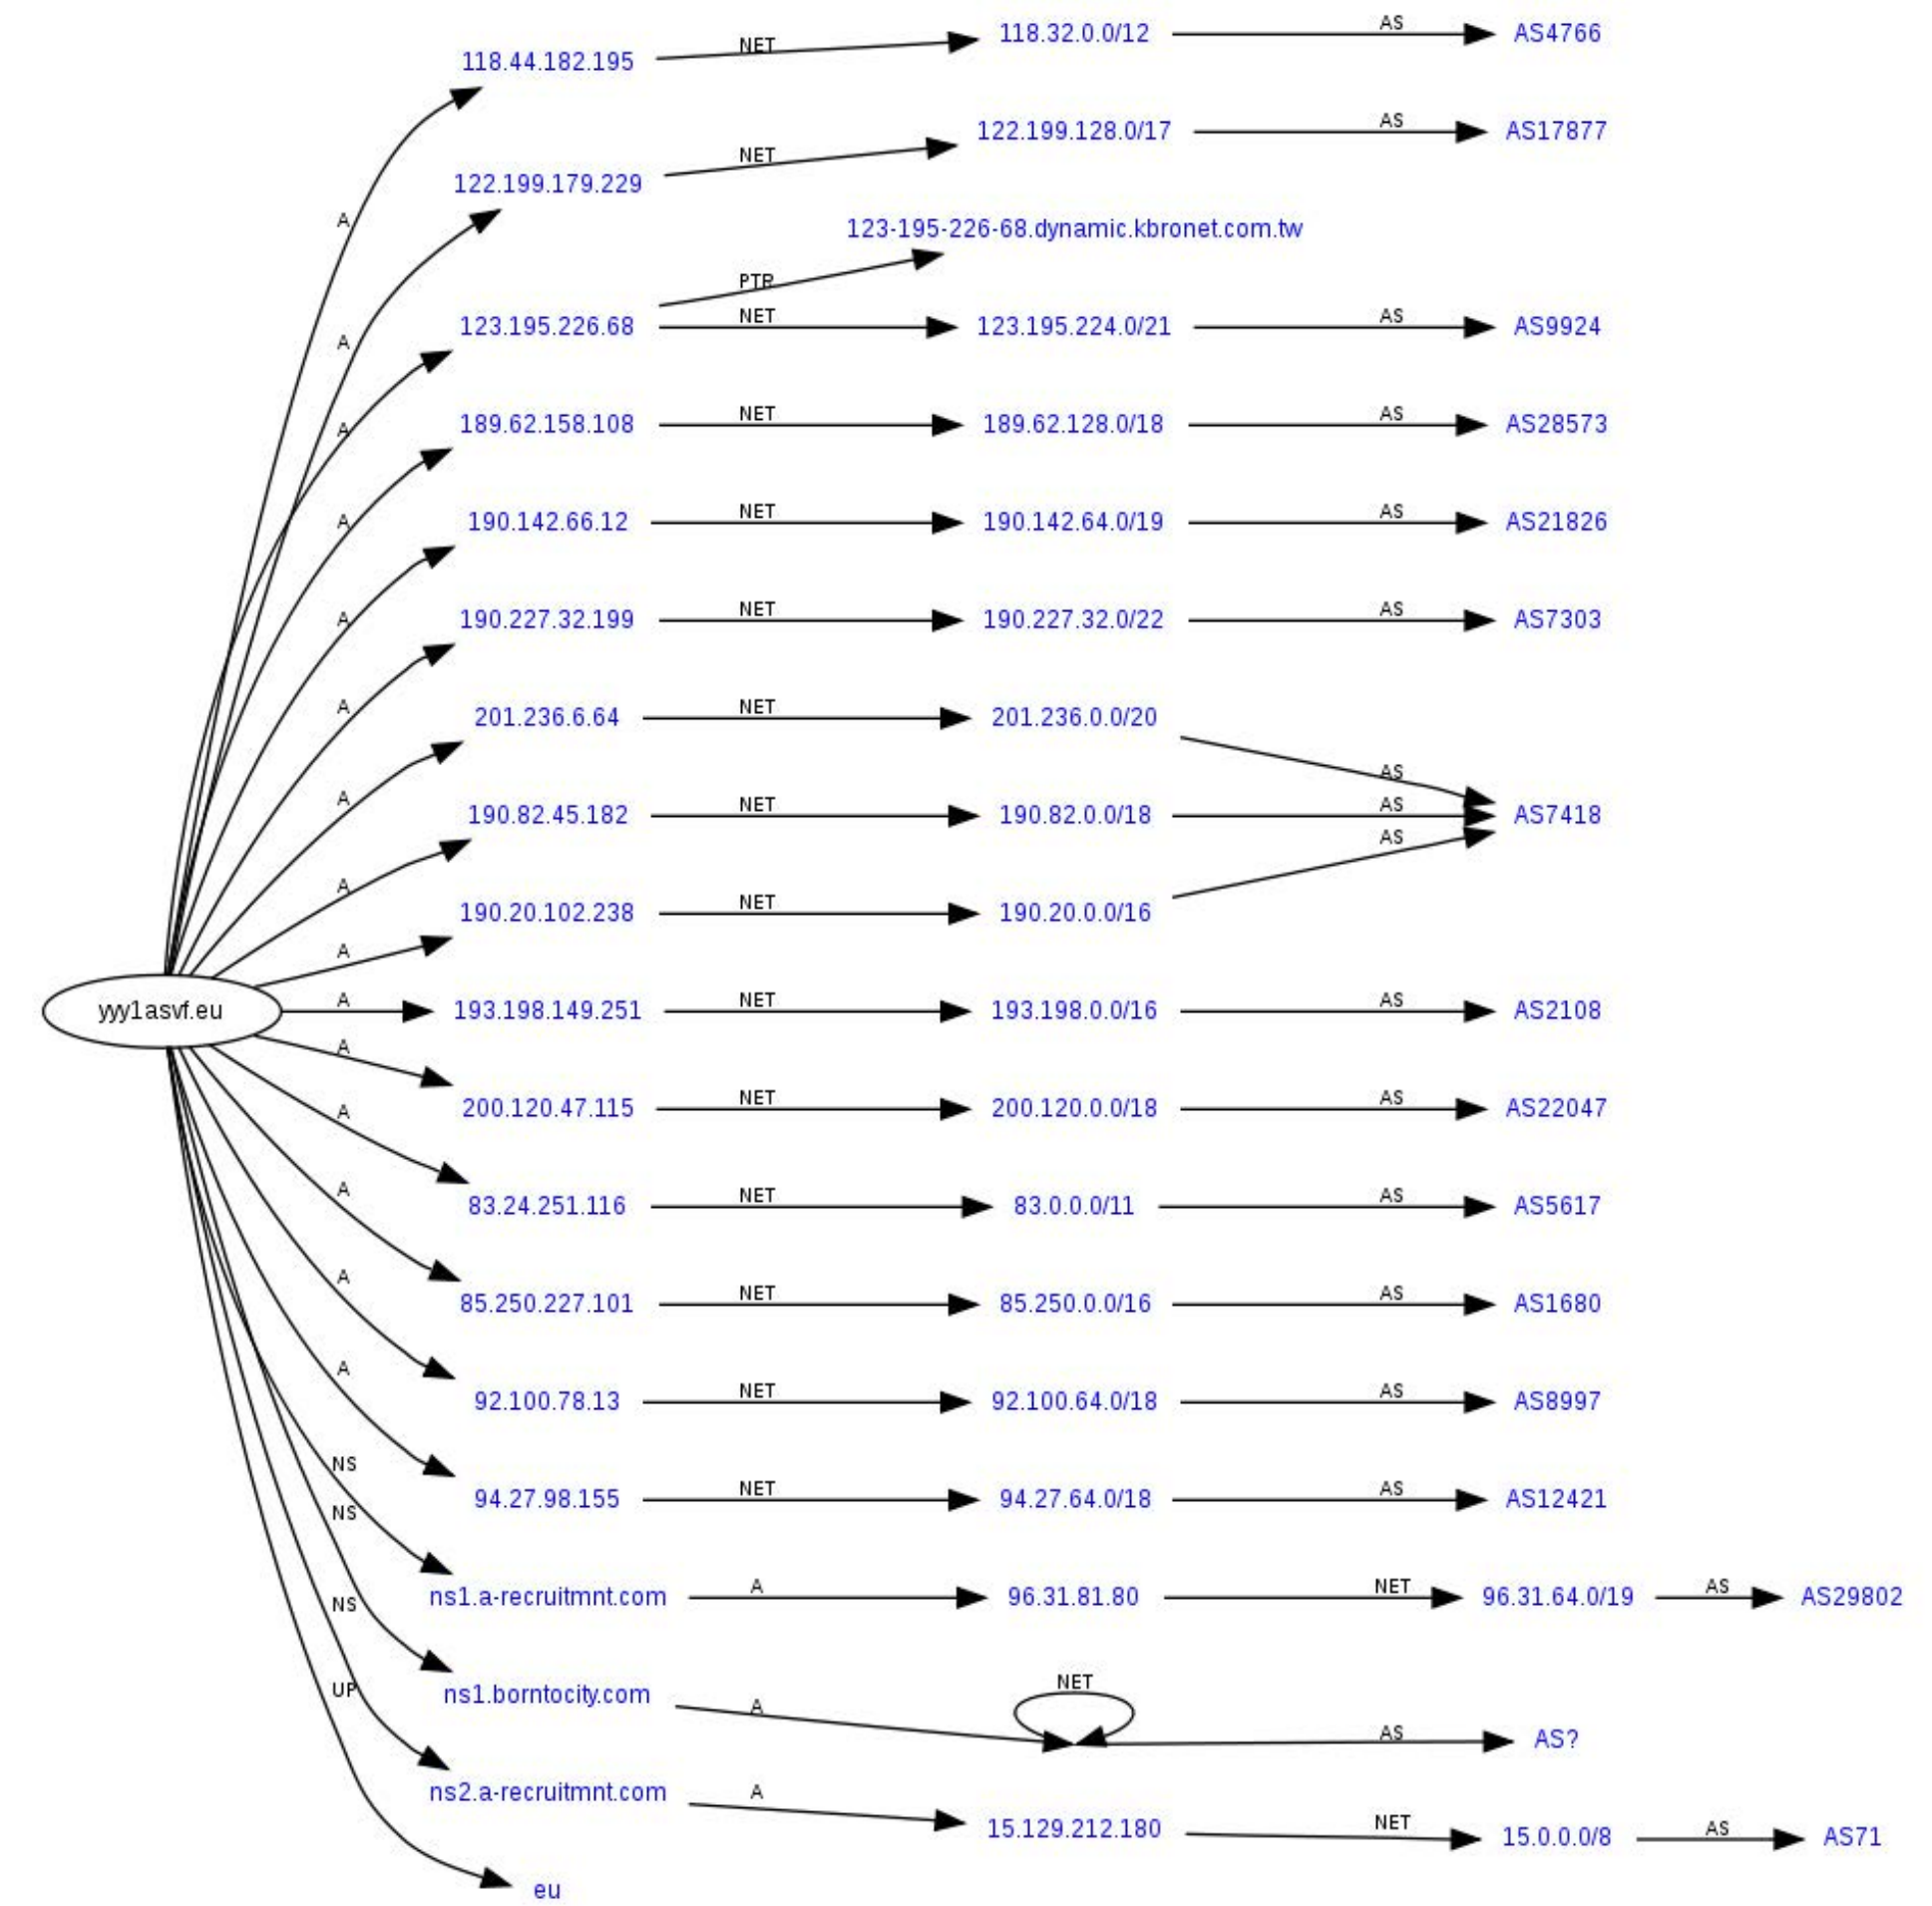 118.44.182.195 NET 118.32.0.0/12 AS AS4766
A 122.199.179.229 NET 122.199.128.0/17 AS AS17877
123-195-226-68.dynamic.kbronet.com.tw
PTR
A 123.195.226.68 NET 123.195.224.0/21 AS AS9924
A 189.62.158.108 NET 189.62.128.0/18 AS AS28573
A 190.142.66.12 NET 190.142.64.0/19 AS AS21826
A 190.227.32.199 NET 190.227.32.0/22 AS AS7303
A 201.236.6.64 NET 201.236.0.0/20 AS
A 190.82.45.182 NET 190.82.0.0/18 AS AS7418
A 190.20.102.238 NET 190.20.0.0/16 AS
A
yyy1asvf.eu A 193.198.149.251 NET 193.198.0.0/16 AS AS2108
A 200.120.47.115 NET 200.120.0.0/18 AS AS22047
A 83.24.251.116 NET 83.0.0.0/11 AS AS5617
A 85.250.227.101 NET 85.250.0.0/16 AS AS1680
A 92.100.78.13 NET 92.100.64.0/18 AS AS8997
A 94.27.98.155 NET 94.27.64.0/18 AS AS12421
NS ns1.a-recruitmnt.com A 96.31.81.80 NET 96.31.64.0/19 AS AS29802
NS ns1.borntocity.com A NET AS AS?
NS ns2.a-recruitmnt.com A 15.129.212.180 NET 15.0.0.0/8 AS AS71
UP eu